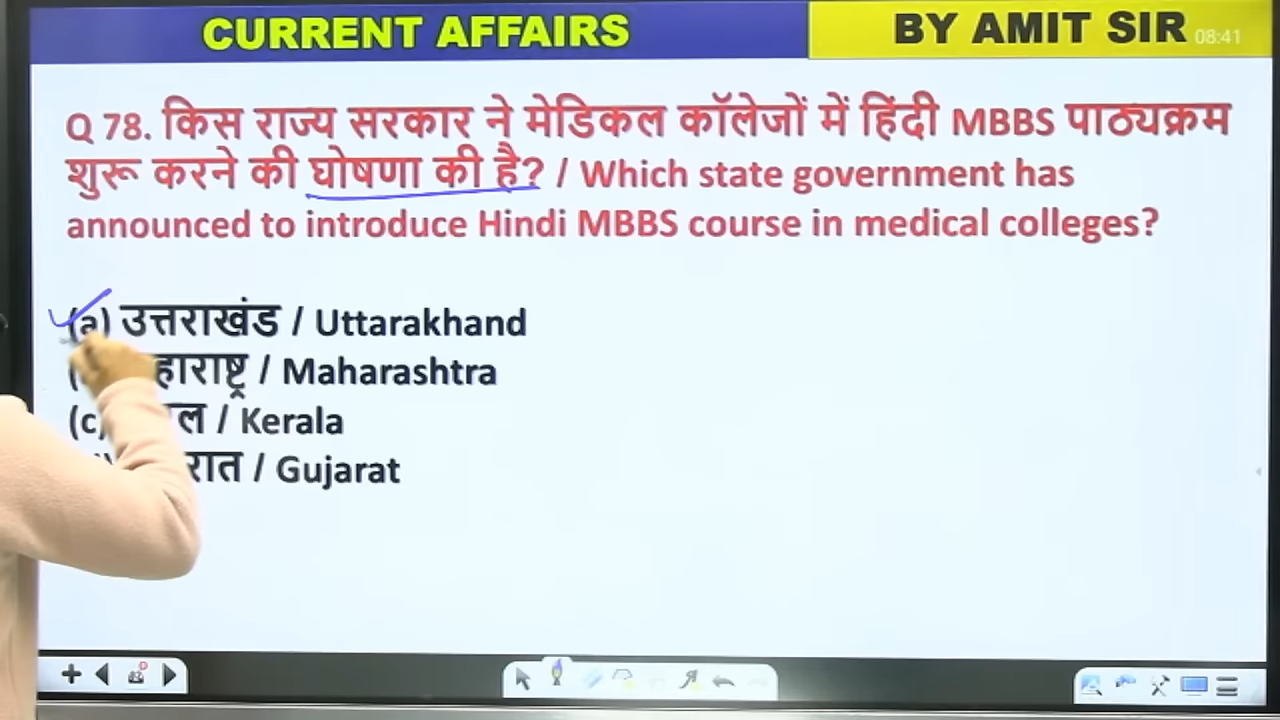 CURRENT AFFAIRS
BY AMIT SIR
08:41
Q 78. किस राज्य सरकार ने मेडिकल कॉलेजों में हिंदी MBBS पाठ्यक्रम
शुरू करने की घोषणा की है? / Which state government has
announced to introduce Hindi MBBS course in medical colleges?
(a) उत्तराखंड / Uttarakhand
/ Maharashtra
(c) / Kerala
/ Gujarat